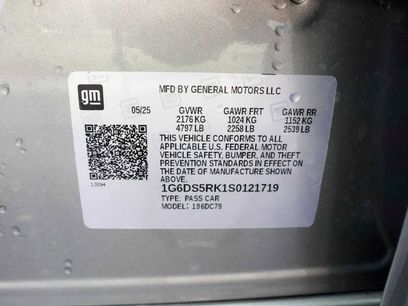 gm
MFD BY GENERAL MOTORS LLC
05/25 GVWR GAWR FRT GAWR RR
2176 KG 1024 KG 1152 KG
4797 LB 2258 LB 2539 LB
THIS VEHICLE CONFORMS TO ALL
APPLICABLE U.S. FEDERAL MOTOR
VEHICLE SAFETY, BUMPER, AND THEFT
PREVENTION STANDARDS IN EFFECT ON
THE DATE OF MANUFACTURE SHOWN
ABOVE.
1G6DS5RK1S0121719
TYPE: PASS CAR
MODEL: 196DC79